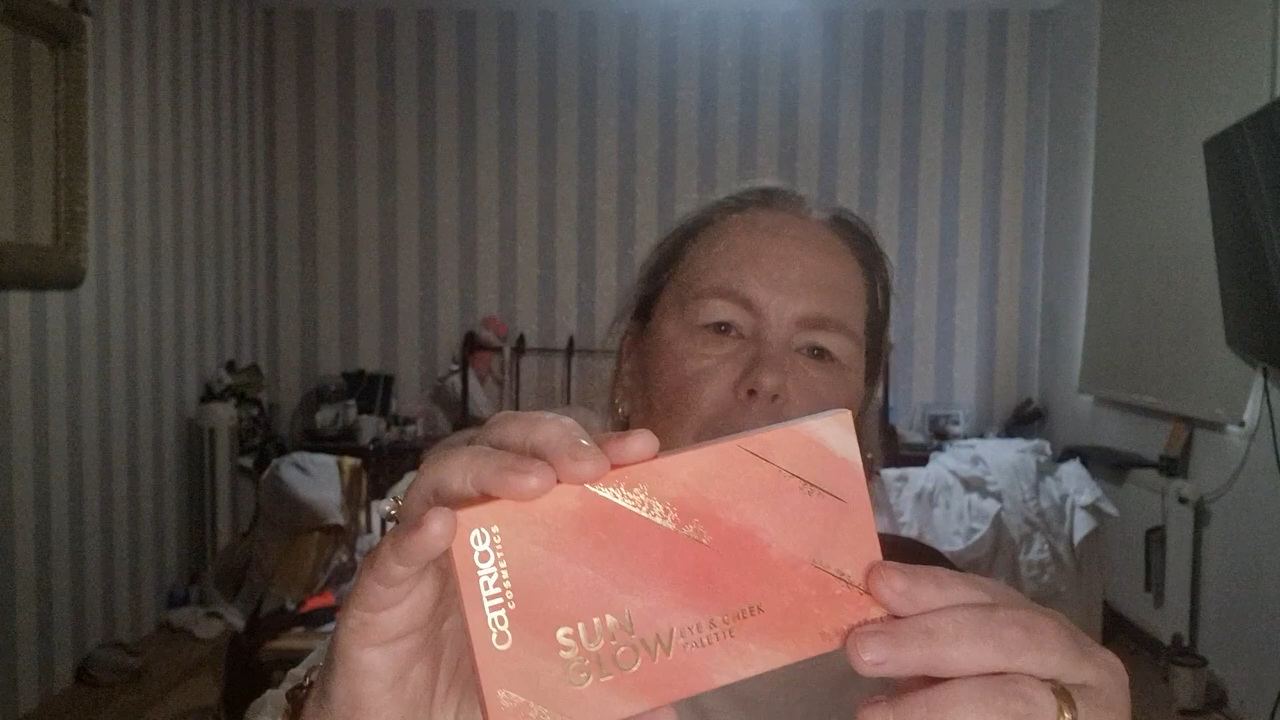 CATRICE
COSMETICS
SUN
GLOW
EYE & CHEEK
PALETTE